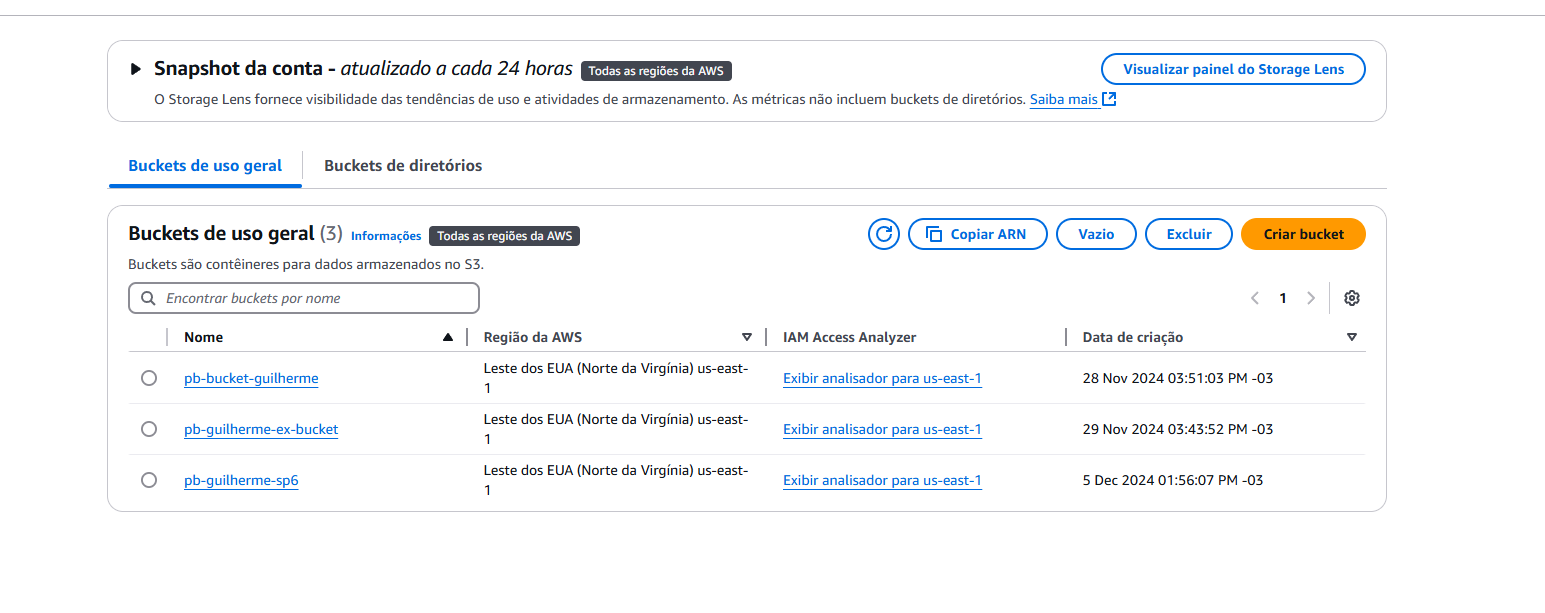 Snapshot da conta - atualizado a cada 24 horas Todas as regiões da AWS
Visualizar painel do Storage Lens
O Storage Lens fornece visibilidade das tendências de uso e atividades de armazenamento. As métricas não incluem buckets de diretórios. Saiba mais
Buckets de uso geral
Buckets de diretórios
Buckets de uso geral (3) Informações Todas as regiões da AWS
Copiar ARN
Vazio
Excluir
Criar bucket
Buckets são contêineres para dados armazenados no S3.
Encontrar buckets por nome
1
Nome
Região da AWS
IAM Access Analyzer
Data de criação
pb-bucket-guilherme
Leste dos EUA (Norte da Virgínia) us-east-
1
Exibir analisador para us-east-1
28 Nov 2024 03:51:03 PM -03
pb-guilherme-ex-bucket
Leste dos EUA (Norte da Virgínia) us-east-
1
Exibir analisador para us-east-1
29 Nov 2024 03:43:52 PM -03
pb-guilherme-sp6
Leste dos EUA (Norte da Virgínia) us-east-
1
Exibir analisador para us-east-1
5 Dec 2024 01:56:07 PM -03